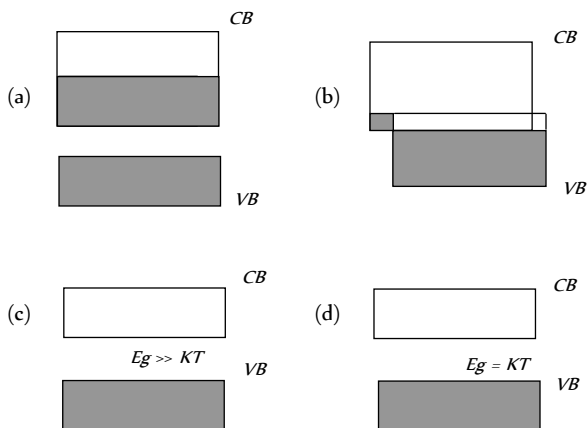 CB
CB
(a)
(b)
VB
VB
CB
CB
(c)
(d)
Eg >> KT
Eg = KT
VB
VB